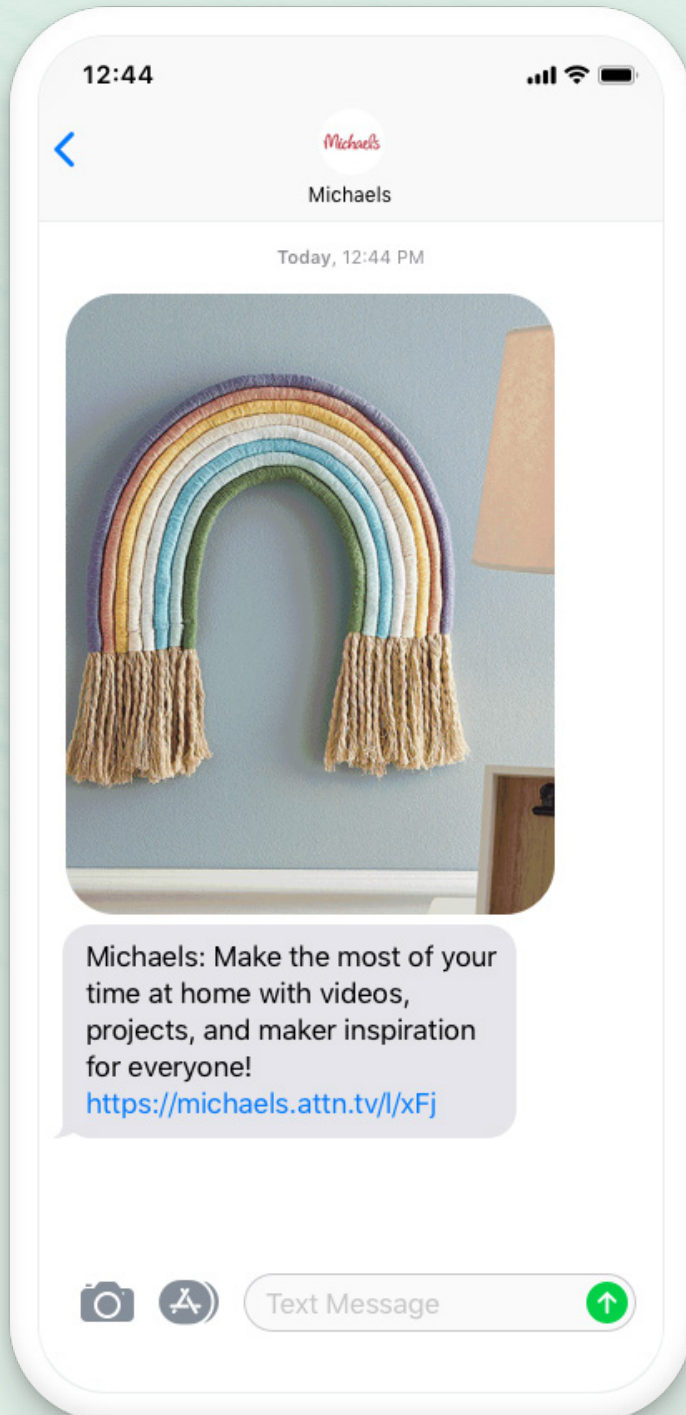 12:44
Michaels
Michaels
Today, 12:44 PM
Michaels: Make the most of your
time at home with videos,
projects, and maker inspiration
for everyone!
https://michaels.attn.tv/l/xFj
Text Message